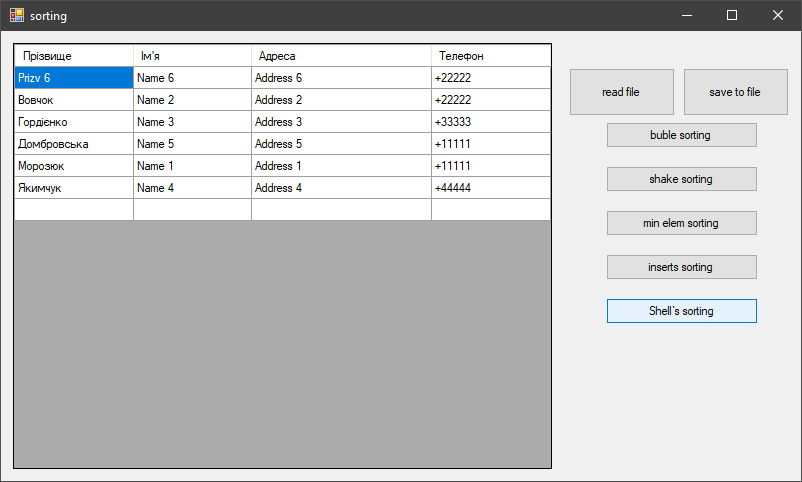 sorting
Прізвище Ім'я Адреса Телефон
Prizv 6 Name 6 Address 6 +22222
Вовчок Name 2 Address 2 +22222
Гордієнко Name 3 Address 3 +33333
Домбровська Name 5 Address 5 +11111
Морозюк Name 1 Address 1 +11111
Якимчук Name 4 Address 4 +44444
read file save to file
buble sorting
shake sorting
min elem sorting
inserts sorting
Shell`s sorting